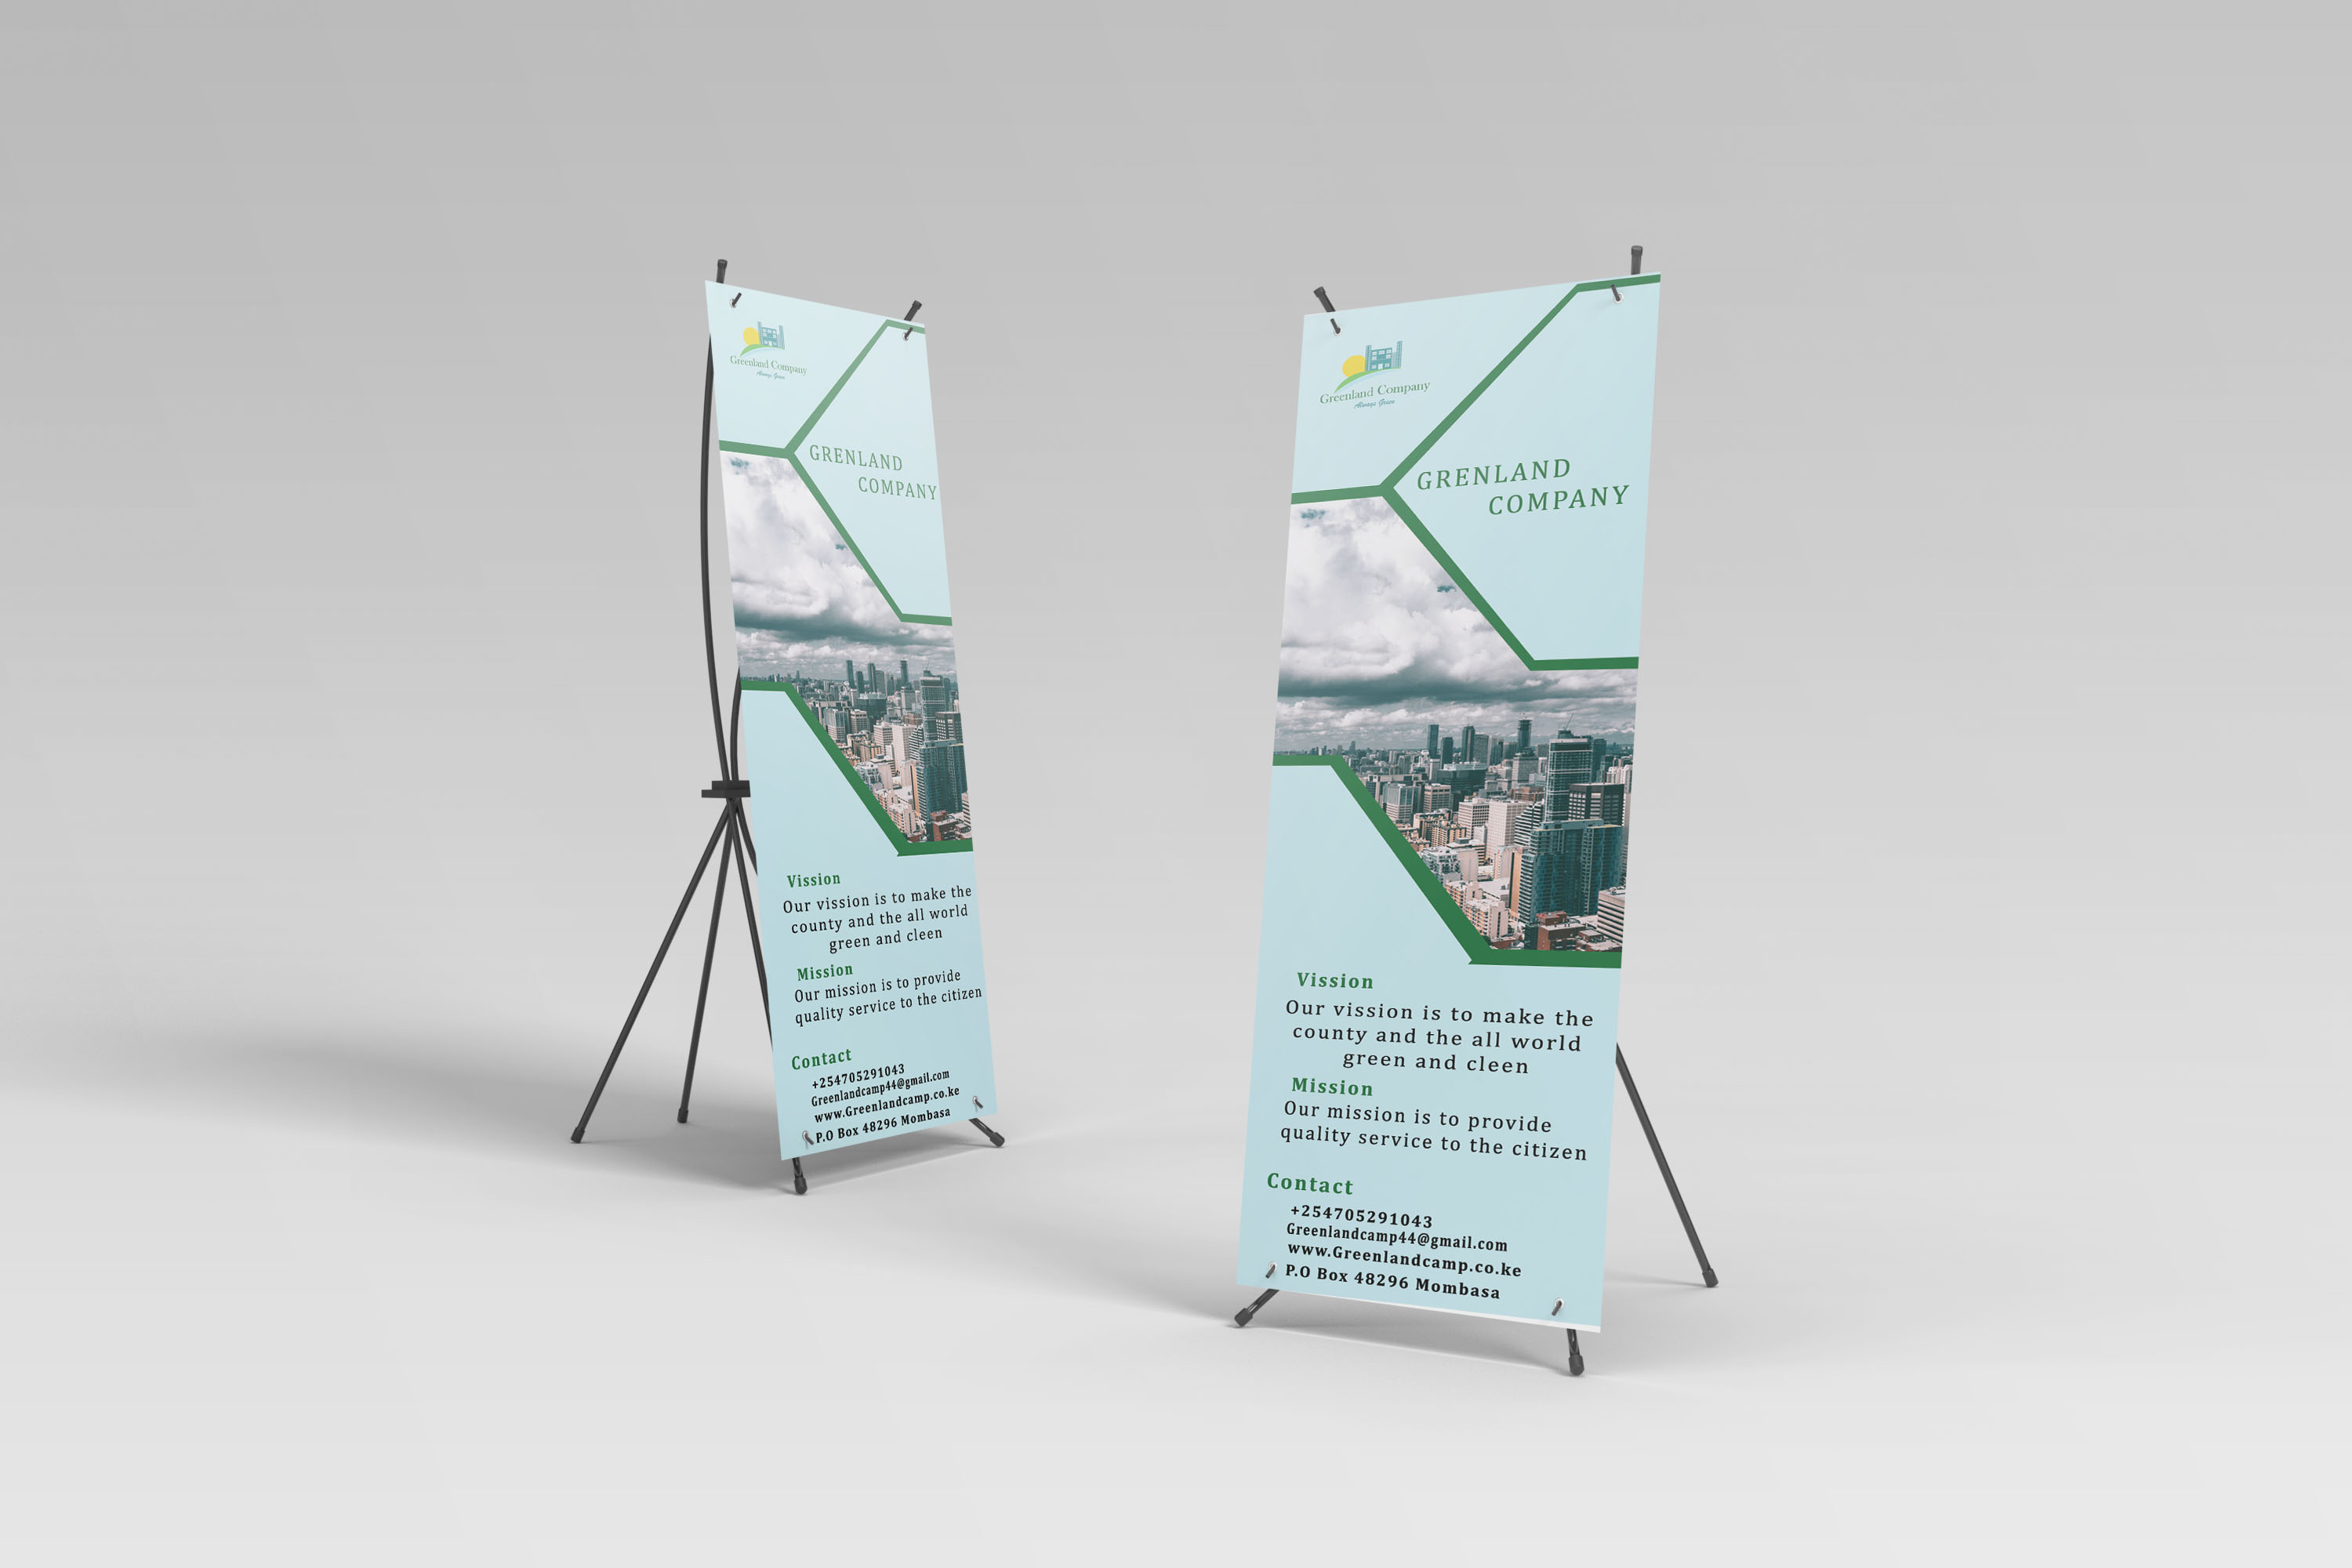 Greenland Company
Always Green
GRENLAND
COMPANY
Vission
Our vission is to make the
county and the all world
green and cleen
Mission
Our mission is to provide
quality service to the citizen
Contact
+254705291043
Greenlandcamp44@gmail.com
www.Greenlandcamp.co.ke
P.O Box 48296 Mombasa
Greenland Company
Always Green
GRENLAND
COMPANY
Vission
Our vission is to make the
county and the all world
green and cleen
Mission
Our mission is to provide
quality service to the citizen
Contact
+254705291043
Greenlandcamp44@gmail.com
www.Greenlandcamp.co.ke
P.O Box 48296 Mombasa